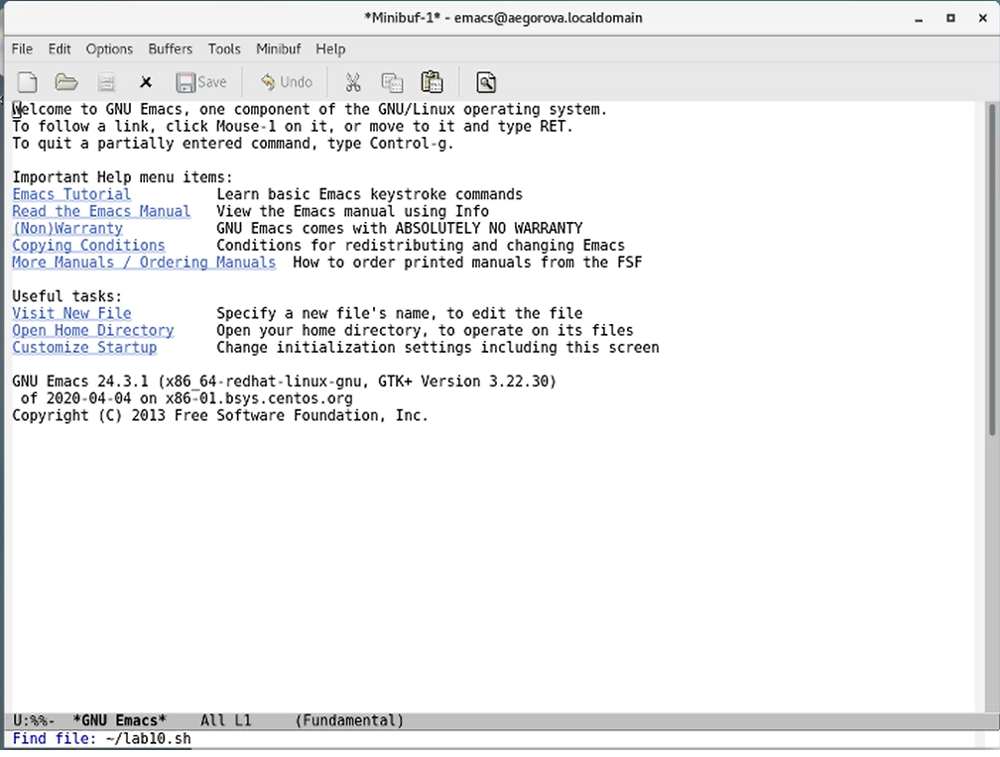 *Minibuf-1* - emacs@aegorova.localdomain
File Edit Options Buffers Tools Minibuf Help
Save Undo
Welcome to GNU Emacs, one component of the GNU/Linux operating system.
To follow a link, click Mouse-1 on it, or move to it and type RET.
To quit a partially entered command, type Control-g.
Important Help menu items:
Emacs Tutorial Learn basic Emacs keystroke commands
Read the Emacs Manual View the Emacs manual using Info
(Non)Warranty GNU Emacs comes with ABSOLUTELY NO WARRANTY
Copying Conditions Conditions for redistributing and changing Emacs
More Manuals / Ordering Manuals How to order printed manuals from the FSF
Useful tasks:
Visit New File Specify a new file's name, to edit the file
Open Home Directory Open your home directory, to operate on its files
Customize Startup Change initialization settings including this screen
GNU Emacs 24.3.1 (x86_64-redhat-linux-gnu, GTK+ Version 3.22.30)
of 2020-04-04 on x86-01.bsys.centos.org
Copyright (C) 2013 Free Software Foundation, Inc.
U:%%- *GNU Emacs* All L1 (Fundamental)
Find file: ~/lab10.sh